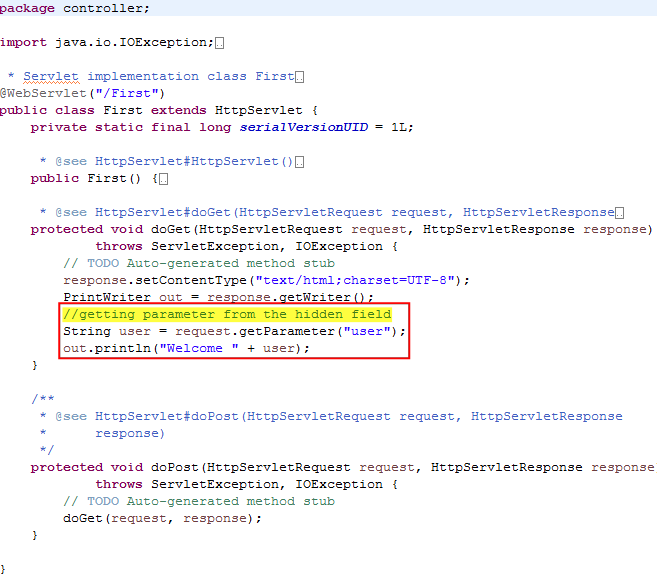 package controller;
import java.io.IOException;
* Servlet implementation class First
@WebServlet("/First")
public class First extends HttpServlet {
private static final long serialVersionUID = 1L;
* @see HttpServlet#HttpServlet()
public First() {
* @see HttpServlet#doGet(HttpServletRequest request, HttpServletResponse
protected void doGet(HttpServletRequest request, HttpServletResponse response)
throws ServletException, IOException {
// TODO Auto-generated method stub
response.setContentType("text/html;charset=UTF-8");
PrintWriter out = response.getWriter();
//getting parameter from the hidden field
String user = request.getParameter("user");
out.println("Welcome " + user);
}
/**
* @see HttpServlet#doPost(HttpServletRequest request, HttpServletResponse
* response)
*/
protected void doPost(HttpServletRequest request, HttpServletResponse response)
throws ServletException, IOException {
// TODO Auto-generated method stub
doGet(request, response);
}
}